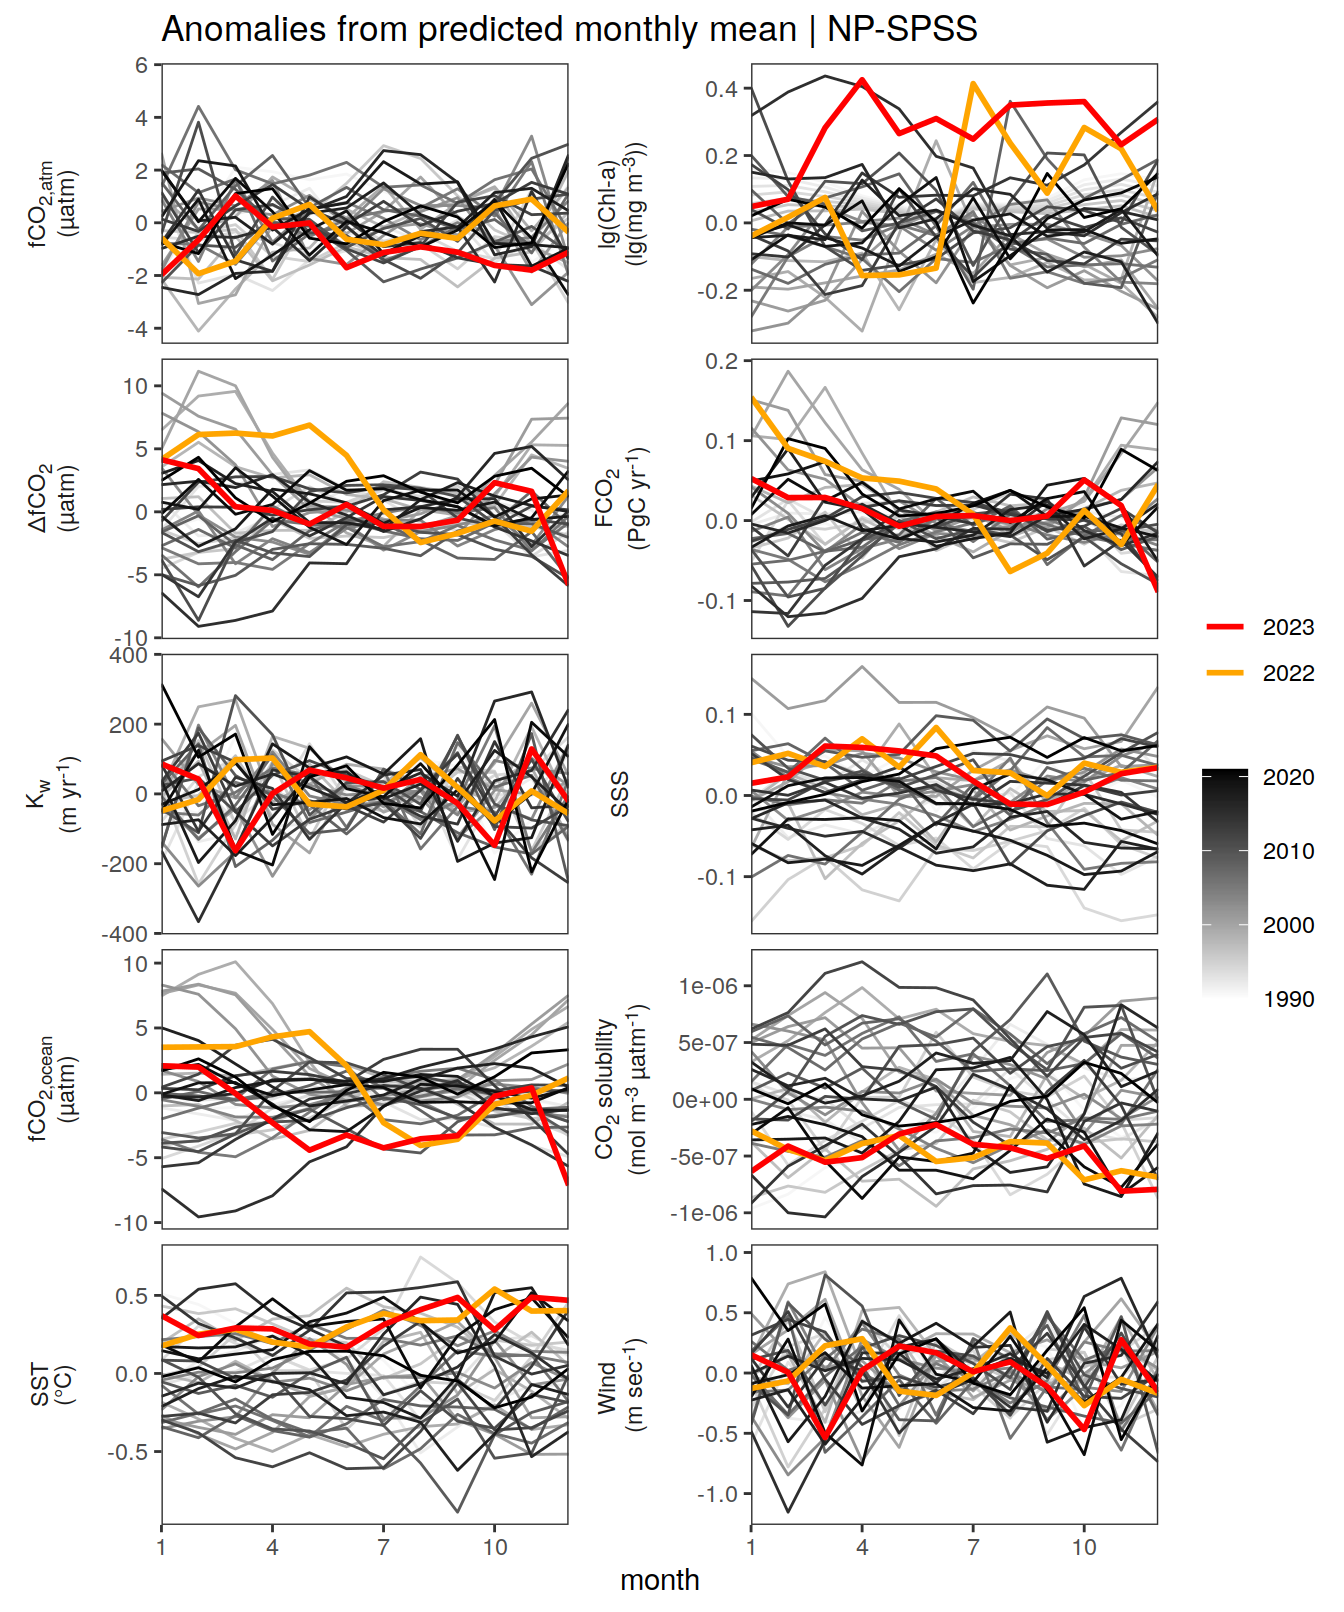 Anomalies from predicted monthly mean | NP-SPSS
fCO2,atm
(µatm)
6
4
2
0
-2
-4
lg(Chl-a)
(lg(mg m-3))
0.4
0.2
0.0
-0.2
ΔfCO2
(µatm)
10
5
0
-5
-10
FCO2
(PgC yr-1)
0.2
0.1
0.0
-0.1
Kw
(m yr-1)
400
200
0
-200
-400
SSS
0.1
0.0
-0.1
fCO2,ocean
(µatm)
10
5
0
-5
-10
CO2 solubility
(mol m-3 µatm-1)
1e-06
5e-07
0e+00
-5e-07
-1e-06
SST
(°C)
0.5
0.0
-0.5
Wind
(m sec-1)
1.0
0.5
0.0
-0.5
-1.0
1 4 7 10
1 4 7 10
month
2023
2022
2020
2010
2000
1990